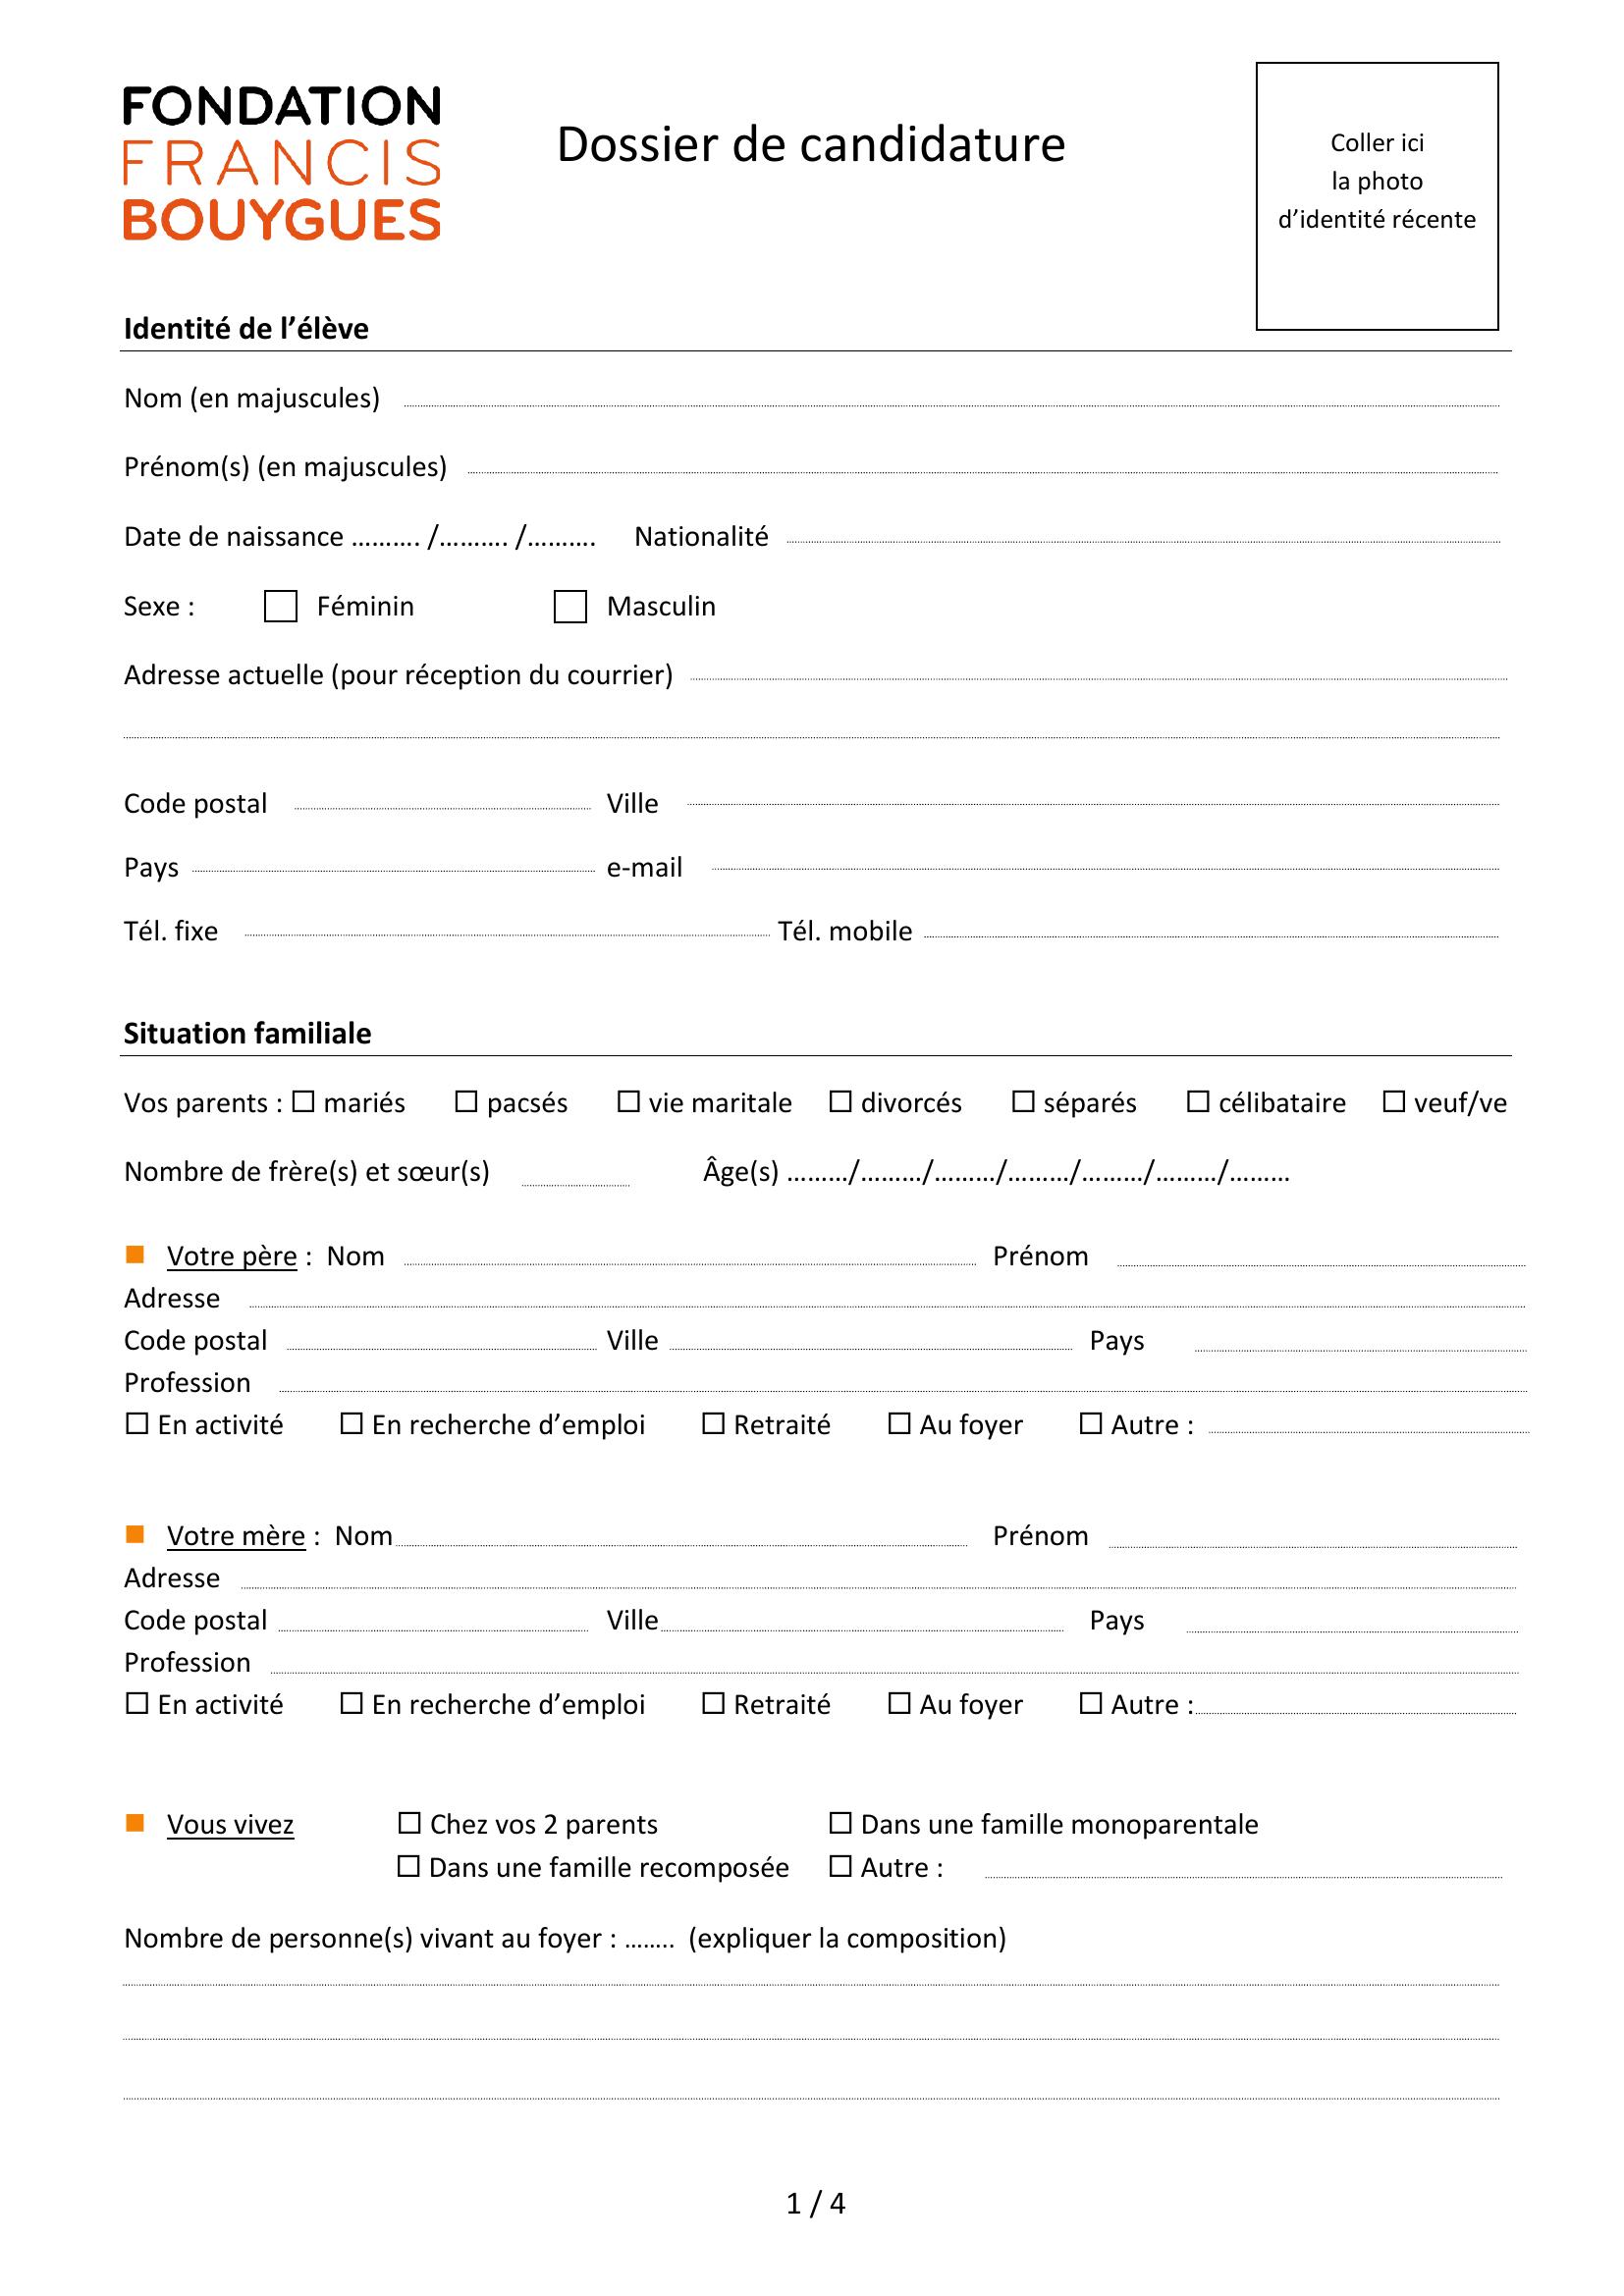 FONDATION
FRANCIS
BOUYGUES
Dossier de candidature
Coller ici
la photo
d’identité récente
Identité de l’élève
Nom (en majuscules)
Prénom(s) (en majuscules)
Date de naissance ………. /………. /………. Nationalité
Sexe : ☐ Féminin ☐ Masculin
Adresse actuelle (pour réception du courrier)
Code postal Ville
Pays e-mail
Tél. fixe Tél. mobile
Situation familiale
Vos parents : ☐ mariés ☐ pacsés ☐ vie maritale ☐ divorcés ☐ séparés ☐ célibataire ☐ veuf/ve
Nombre de frère(s) et sœur(s) Âge(s) ………/………/………/………/………/………/………
■ Votre père : Nom Prénom
Adresse
Code postal Ville Pays
Profession
☐ En activité ☐ En recherche d’emploi ☐ Retraité ☐ Au foyer ☐ Autre :
■ Votre mère : Nom Prénom
Adresse
Code postal Ville Pays
Profession
☐ En activité ☐ En recherche d’emploi ☐ Retraité ☐ Au foyer ☐ Autre :
■ Vous vivez ☐ Chez vos 2 parents ☐ Dans une famille monoparentale
☐ Dans une famille recomposée ☐ Autre :
Nombre de personne(s) vivant au foyer : …….. (expliquer la composition)
1 / 4